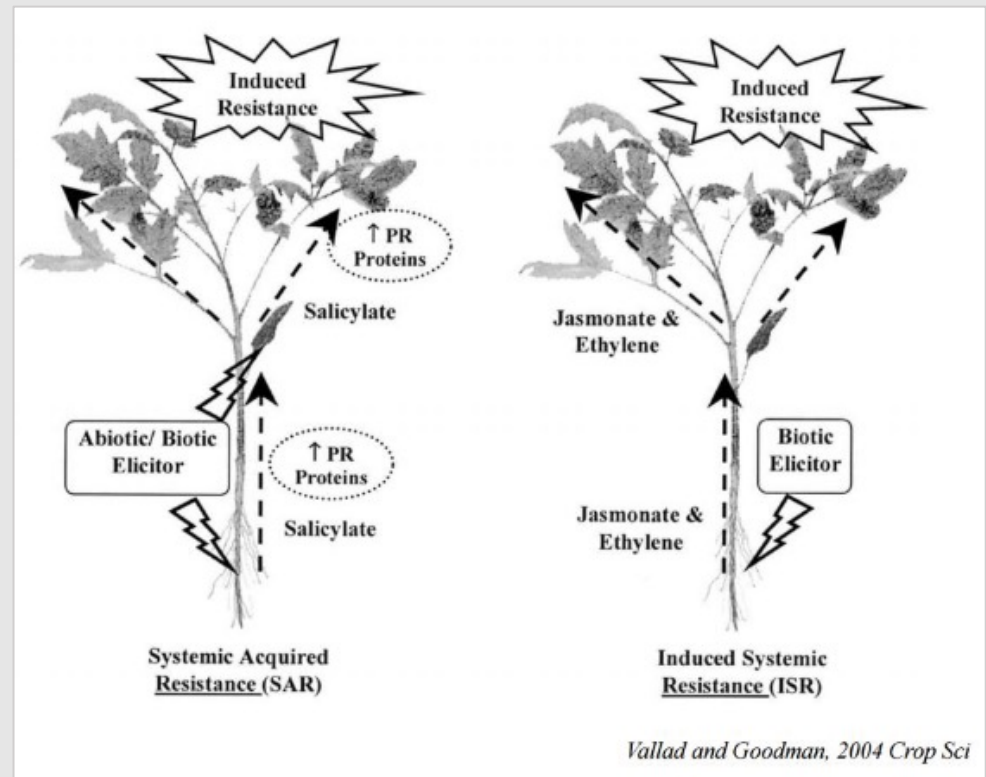 Induced
Resistance
↑ PR
Proteins
Salicylate
Abiotic/ Biotic
Elicitor
↑ PR
Proteins
Salicylate
Systemic Acquired
Resistance (SAR)
Induced
Resistance
Jasmonate &
Ethylene
Biotic
Elicitor
Jasmonate &
Ethylene
Induced Systemic
Resistance (ISR)
Vallad and Goodman, 2004 Crop Sci